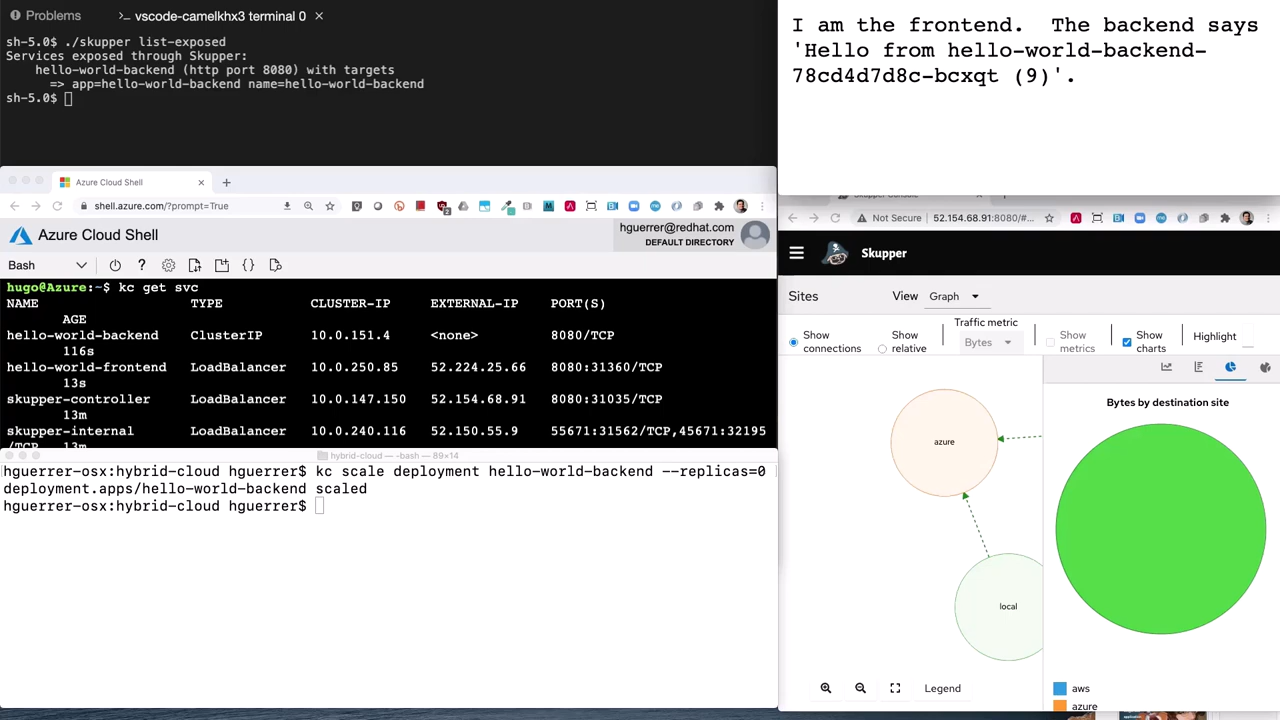 Problems
>_ vscode-camelkhx3 terminal 0 ×
sh-5.0$ ./skupper list-exposed
Services exposed through Skupper:
hello-world-backend (http port 8080) with targets
=> app=hello-world-backend name=hello-world-backend
sh-5.0$
I am the frontend. The backend says
'Hello from hello-world-backend-
78cd4d7d8c-bcxqt (9)'.
Azure Cloud Shell
shell.azure.com/?prompt=True
Azure Cloud Shell
hguerrer@redhat.com
DEFAULT DIRECTORY
Bash
hugo@Azure:~$ kc get svc
NAME TYPE CLUSTER-IP EXTERNAL-IP PORT(S)
AGE
hello-world-backend ClusterIP 10.0.151.4 <none> 8080/TCP
116s
hello-world-frontend LoadBalancer 10.0.250.85 52.224.25.66 8080:31360/TCP
13s
skupper-controller LoadBalancer 10.0.147.150 52.154.68.91 8080:31035/TCP
13m
skupper-internal LoadBalancer 10.0.240.116 52.150.55.9 55671:31562/TCP,45671:32195
/TCP 13m
hybrid-cloud — -bash — 89×14
hguerrer-osx:hybrid-cloud hguerrer$ kc scale deployment hello-world-backend --replicas=0
deployment.apps/hello-world-backend scaled
hguerrer-osx:hybrid-cloud hguerrer$
Skupper Console
Not Secure 52.154.68.91:8080/#...
Skupper
Sites View Graph
Show connections
Show relative
Traffic metric
Bytes
Show metrics
Show charts
Highlight
azure
local
Bytes by destination site
Legend
aws
azure